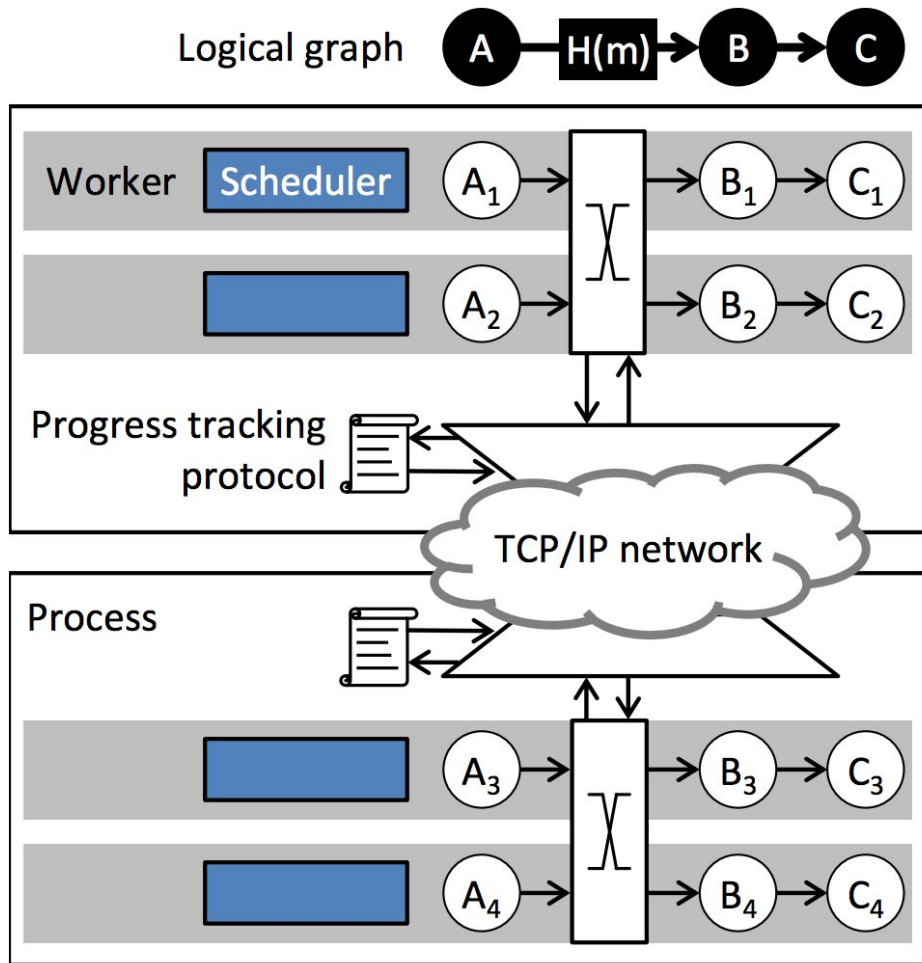 Logical graph A H(m) B C
Worker Scheduler A₁ B₁ C₁
A₂ B₂ C₂
Progress tracking
protocol
TCP/IP network
Process
A₃ B₃ C₃
A₄ B₄ C₄